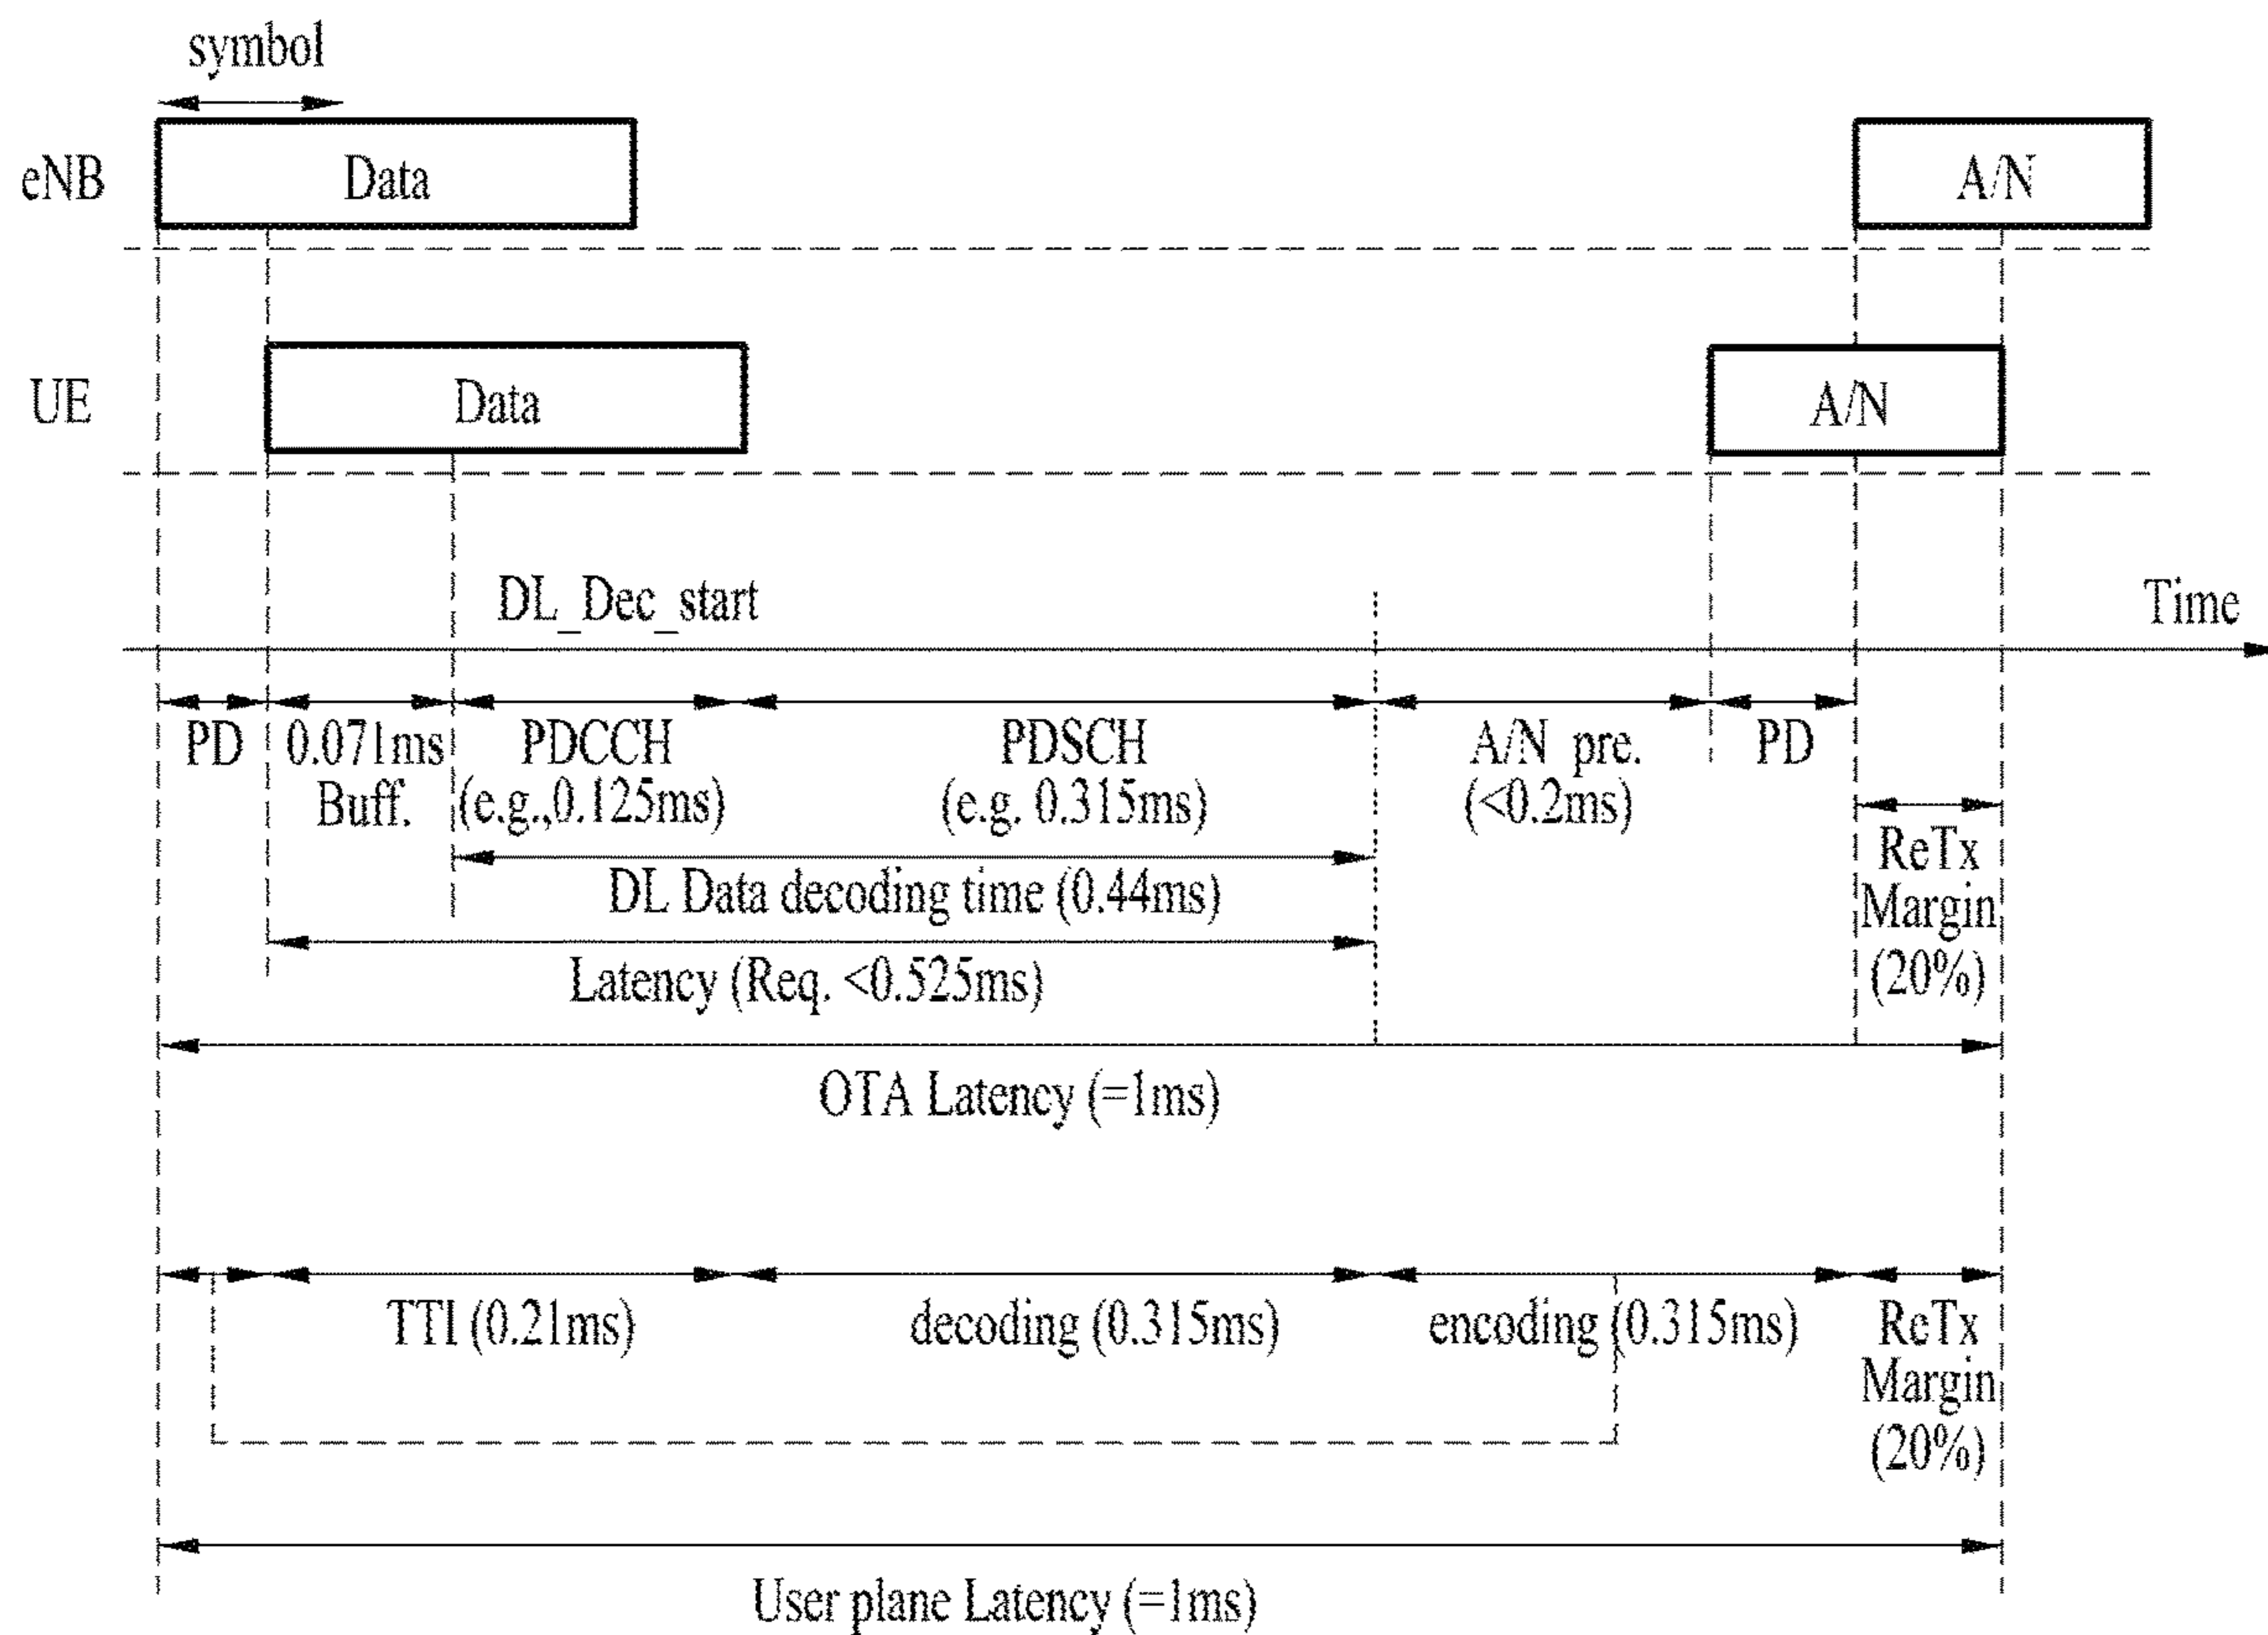 symbol
eNB
Data
A/N
UE
Data
A/N
DL_Dec_start
Time
PD
0.071ms
Buff.
PDCCH
(e.g.,0.125ms)
PDSCH
(e.g. 0.315ms)
A/N pre.
(<0.2ms)
PD
ReTx
Margin
(20%)
DL Data decoding time (0.44ms)
Latency (Req. <0.525ms)
OTA Latency (=1ms)
TTI (0.21ms)
decoding (0.315ms)
encoding (0.315ms)
ReTx
Margin
(20%)
User plane Latency (=1ms)